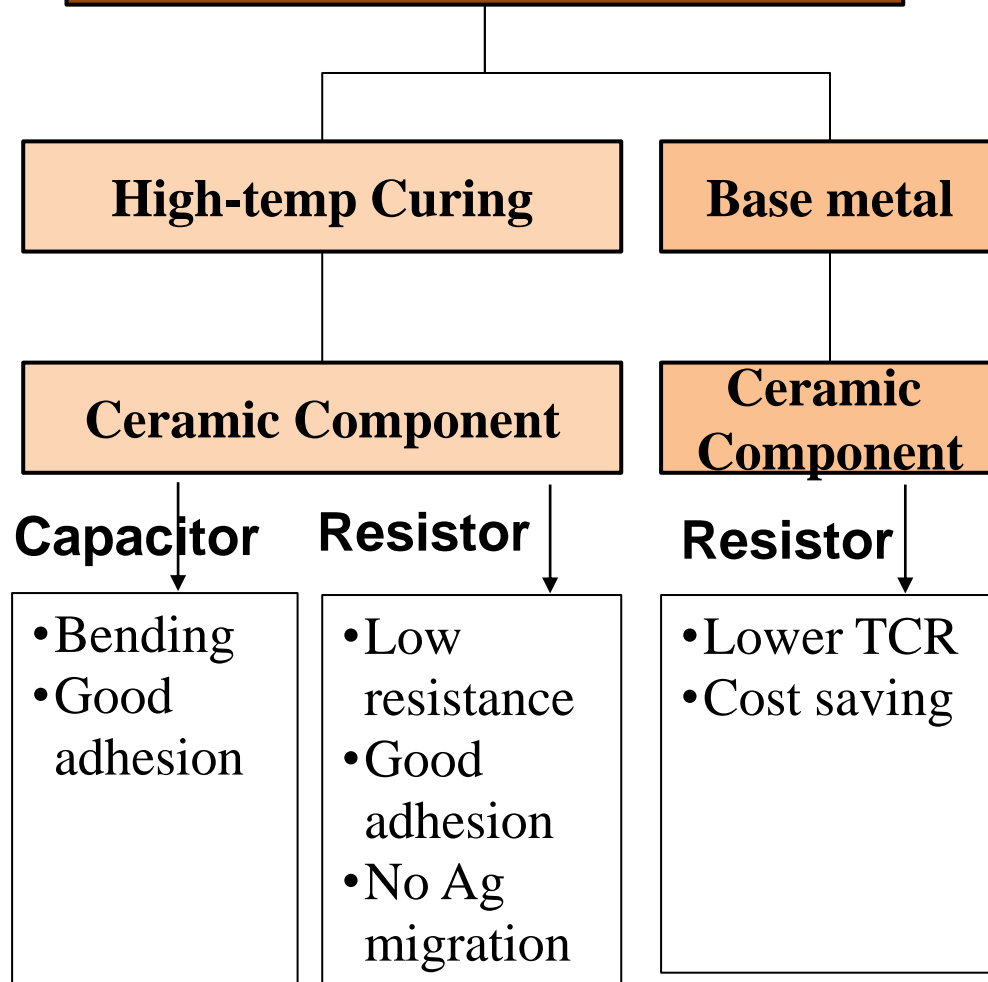 High-temp Curing
Base metal
Ceramic Component
Ceramic
Component
Capacitor
Resistor
Resistor
•Bending
•Good
adhesion
•Low
resistance
•Good
adhesion
•No Ag
migration
•Lower TCR
•Cost saving